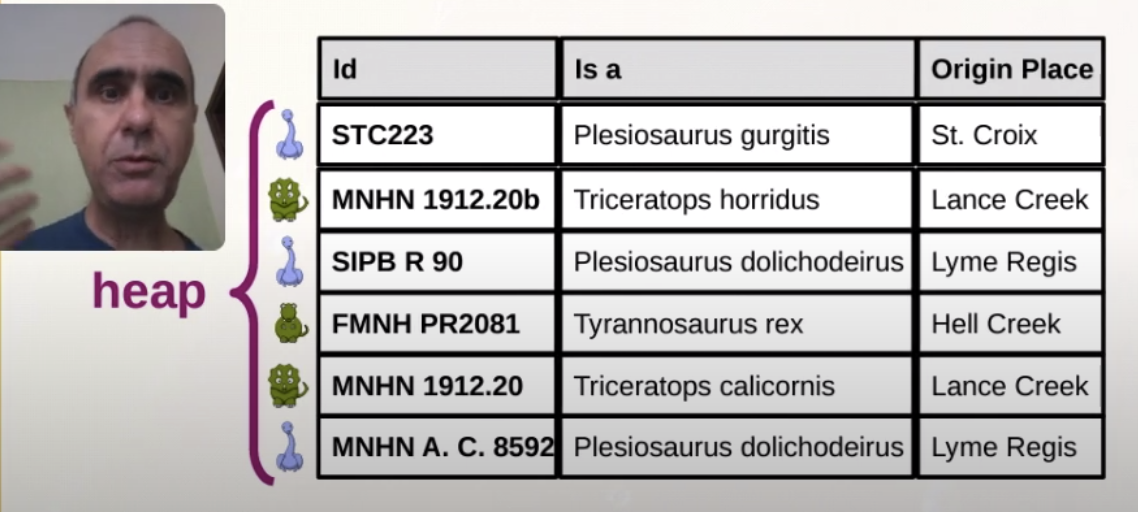 Id Is a Origin Place
STC223 Plesiosaurus gurgitis St. Croix
MNHN 1912.20b Triceratops horridus Lance Creek
SIPB R 90 Plesiosaurus dolichodeirus Lyme Regis
heap
FMNH PR2081 Tyrannosaurus rex Hell Creek
MNHN 1912.20 Triceratops calicornis Lance Creek
MNHN A. C. 8592 Plesiosaurus dolichodeirus Lyme Regis